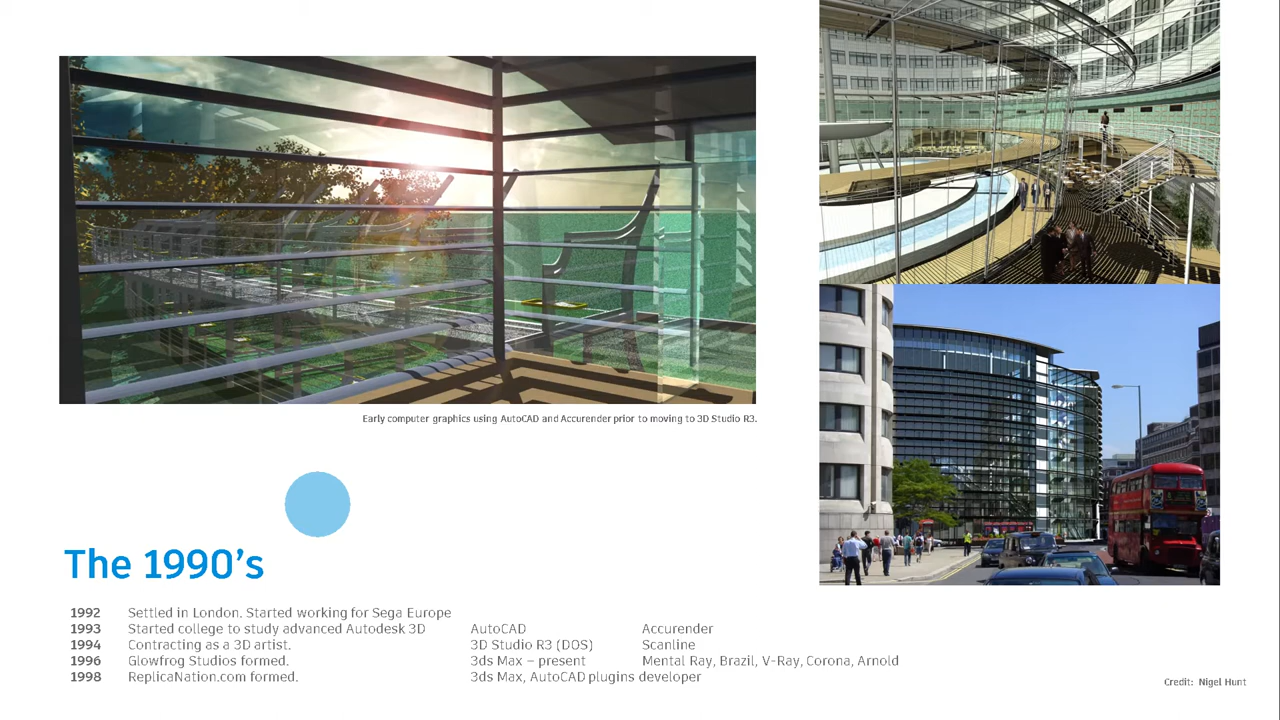 Early computer graphics using AutoCAD and Accurender prior to moving to 3D Studio R3.
The 1990's
1992 Settled in London. Started working for Sega Europe
1993 Started college to study advanced Autodesk 3D AutoCAD Accurender
1994 Contracting as a 3D artist. 3D Studio R3 (DOS) Scanline
1996 Glowfrog Studios formed. 3ds Max – present Mental Ray, Brazil, V-Ray, Corona, Arnold
1998 ReplicaNation.com formed. 3ds Max, AutoCAD plugins developer
Credit: Nigel Hunt